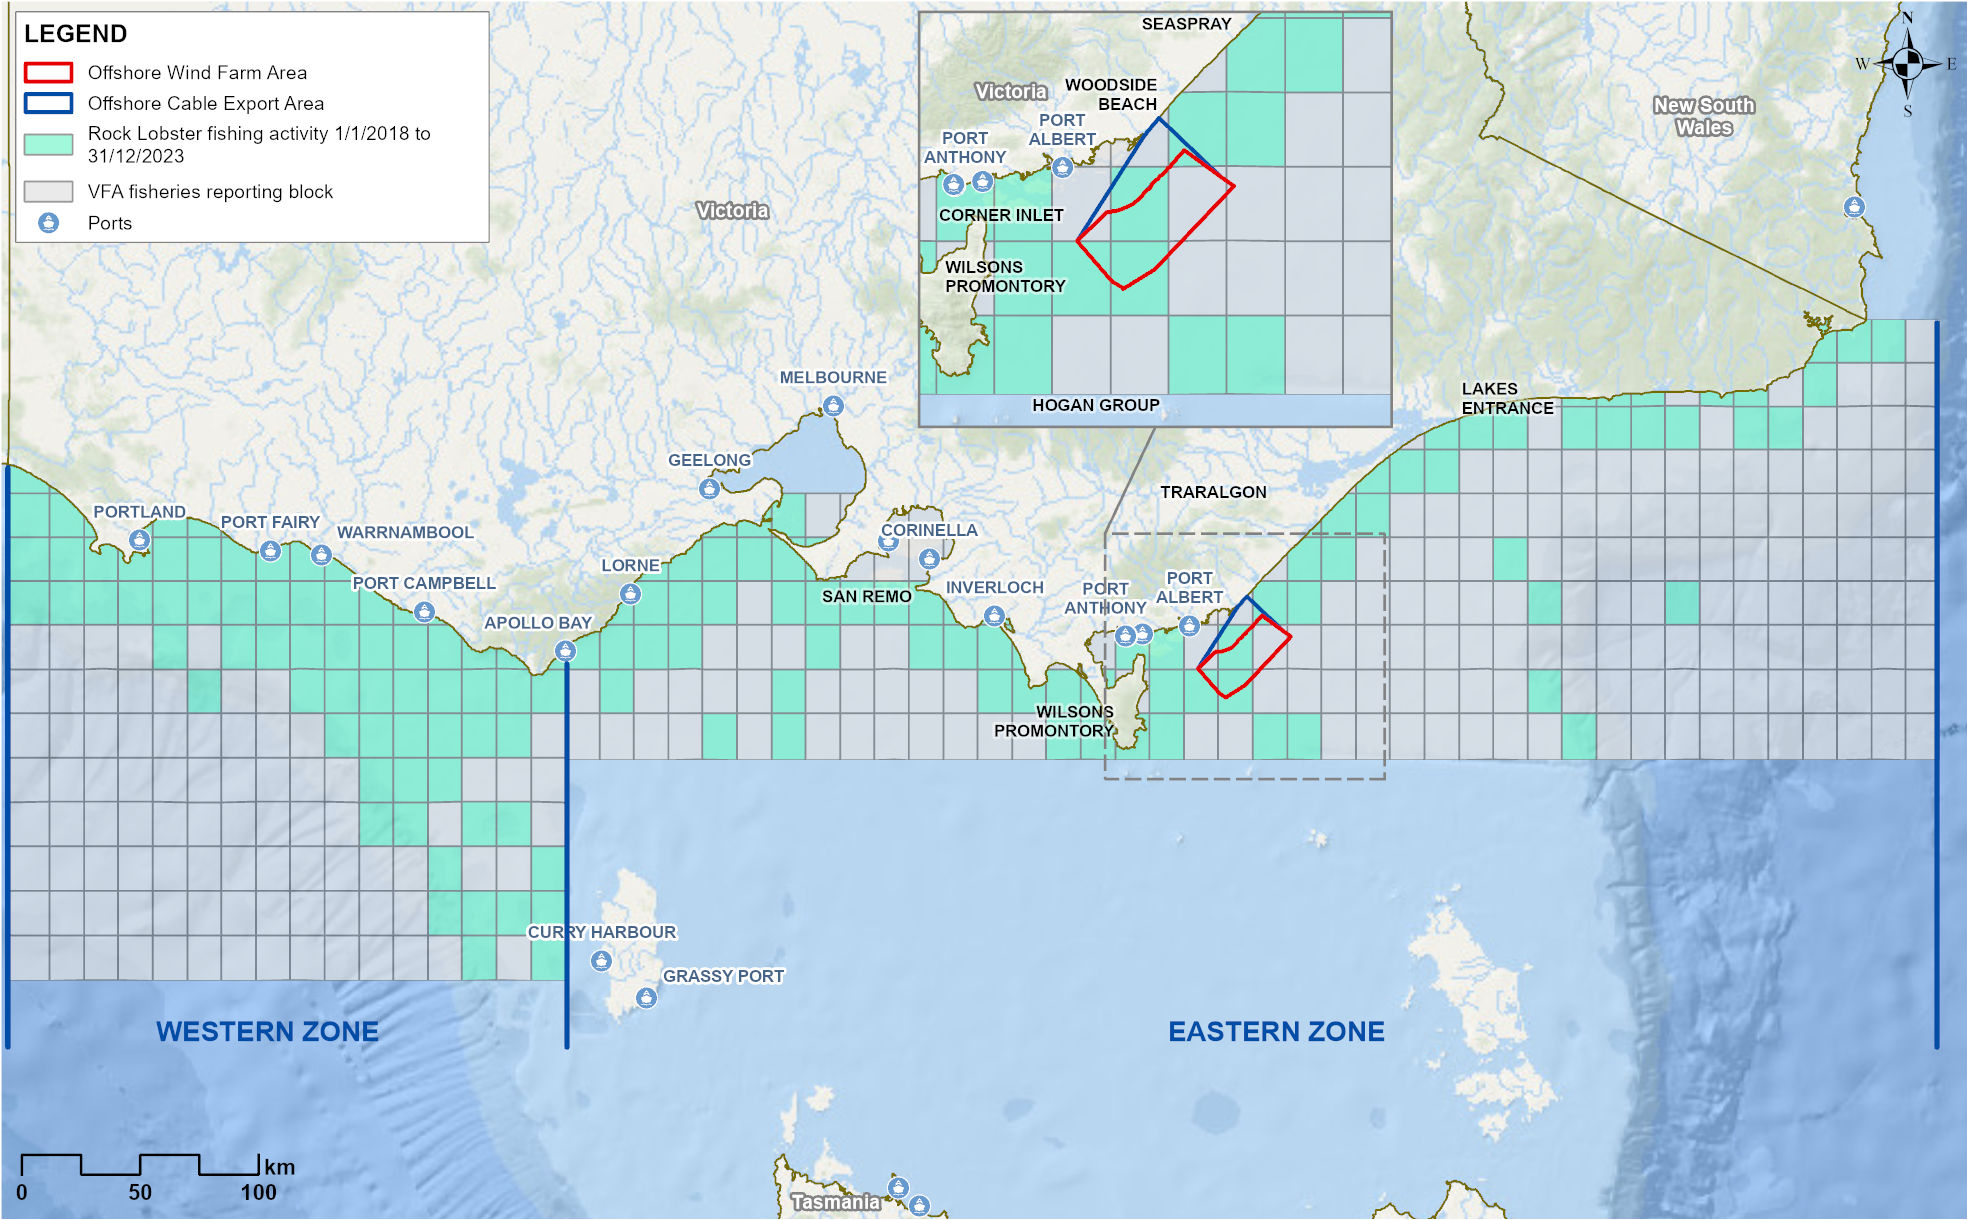 LEGEND
Offshore Wind Farm Area
Offshore Cable Export Area
Rock Lobster fishing activity 1/1/2018 to
31/12/2023
VFA fisheries reporting block
Ports
SEASPRAY
Victoria
WOODSIDE
BEACH
PORT
ALBERT
PORT
ANTHONY
CORNER INLET
WILSONS
PROMONTORY
HOGAN GROUP
N
W
E
S
New South
Wales
Victoria
MELBOURNE
GEELONG
LAKES
ENTRANCE
TRARALGON
PORTLAND
PORT FAIRY
WARRNAMBOOL
CORINELLA
PORT CAMPBELL
LORNE
SAN REMO
INVERLOCH
PORT
ANTHONY
PORT
ALBERT
APOLLO BAY
WILSONS
PROMONTORY
CURRY HARBOUR
GRASSY PORT
WESTERN ZONE
EASTERN ZONE
km
0
50
100
Tasmania